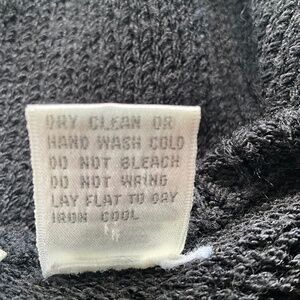 DRY CLEAN OR
HAND WASH COLD
DO NOT BLEACH
DO NOT WRING
LAY FLAT TO DRY
IRON COOL